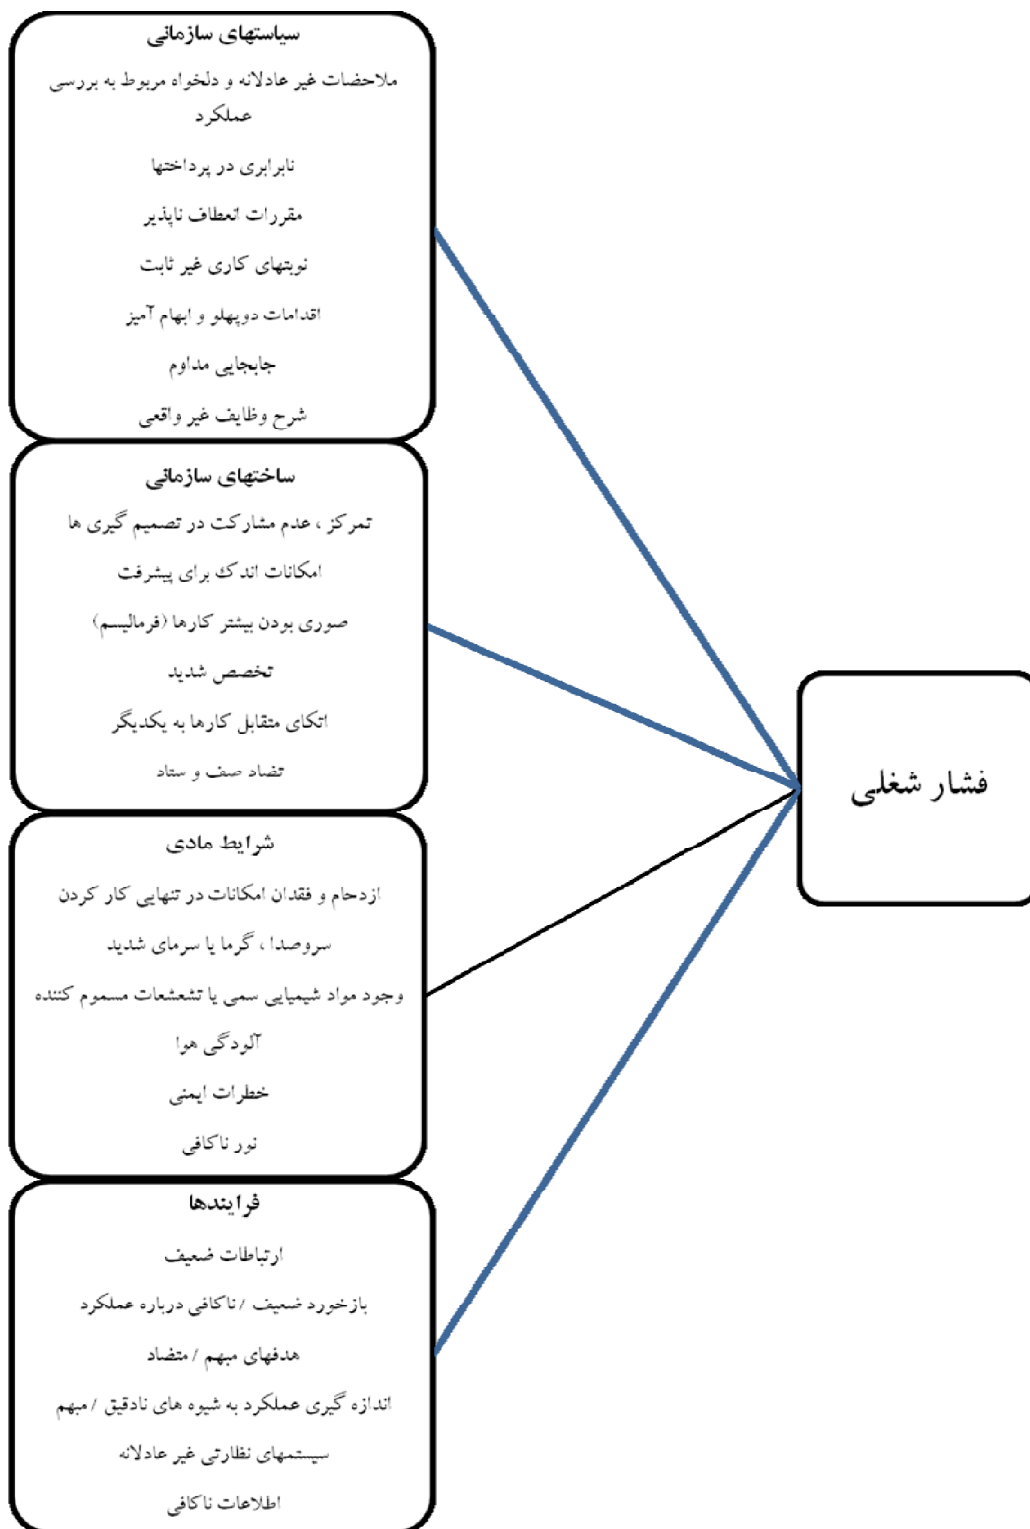 سیاستهای سازمانی
ملاحضات غیر عادلانه و دلخواه مربوط به بررسی
عملکرد
نابرابری در پرداختها
مقررات انعطاف ناپذیر
نوبتهای کاری غیر ثابت
اقدامات دوپهلو و ابهام آمیز
جابجایی مداوم
شرح وظایف غیر واقعی
ساختهای سازمانی
تمرکز ، عدم مشارکت در تصمیم گیری ها
امکانات اندک برای پیشرفت
صوری بودن بیشتر کارها (فرمالیسم)
تخصص شدید
اتکای متقابل کارها به یکدیگر
تضاد صف و ستاد
فشار شغلی
شرایط مادی
ازدحام و فقدان امکانات در تنهایی کار کردن
سروصدا ، گرما یا سرمای شدید
وجود مواد شیمیایی سمی یا تشعشعات مسموم کننده
آلودگی هوا
خطرات ایمنی
نور ناکافی
فرایندها
ارتباطات ضعیف
بازخورد ضعیف / ناکافی درباره عملکرد
هدفهای مبهم / متضاد
اندازه گیری عملکرد به شیوه های نادقیق / مبهم
سیستمهای نظارتی غیر عادلانه
اطلاعات ناکافی